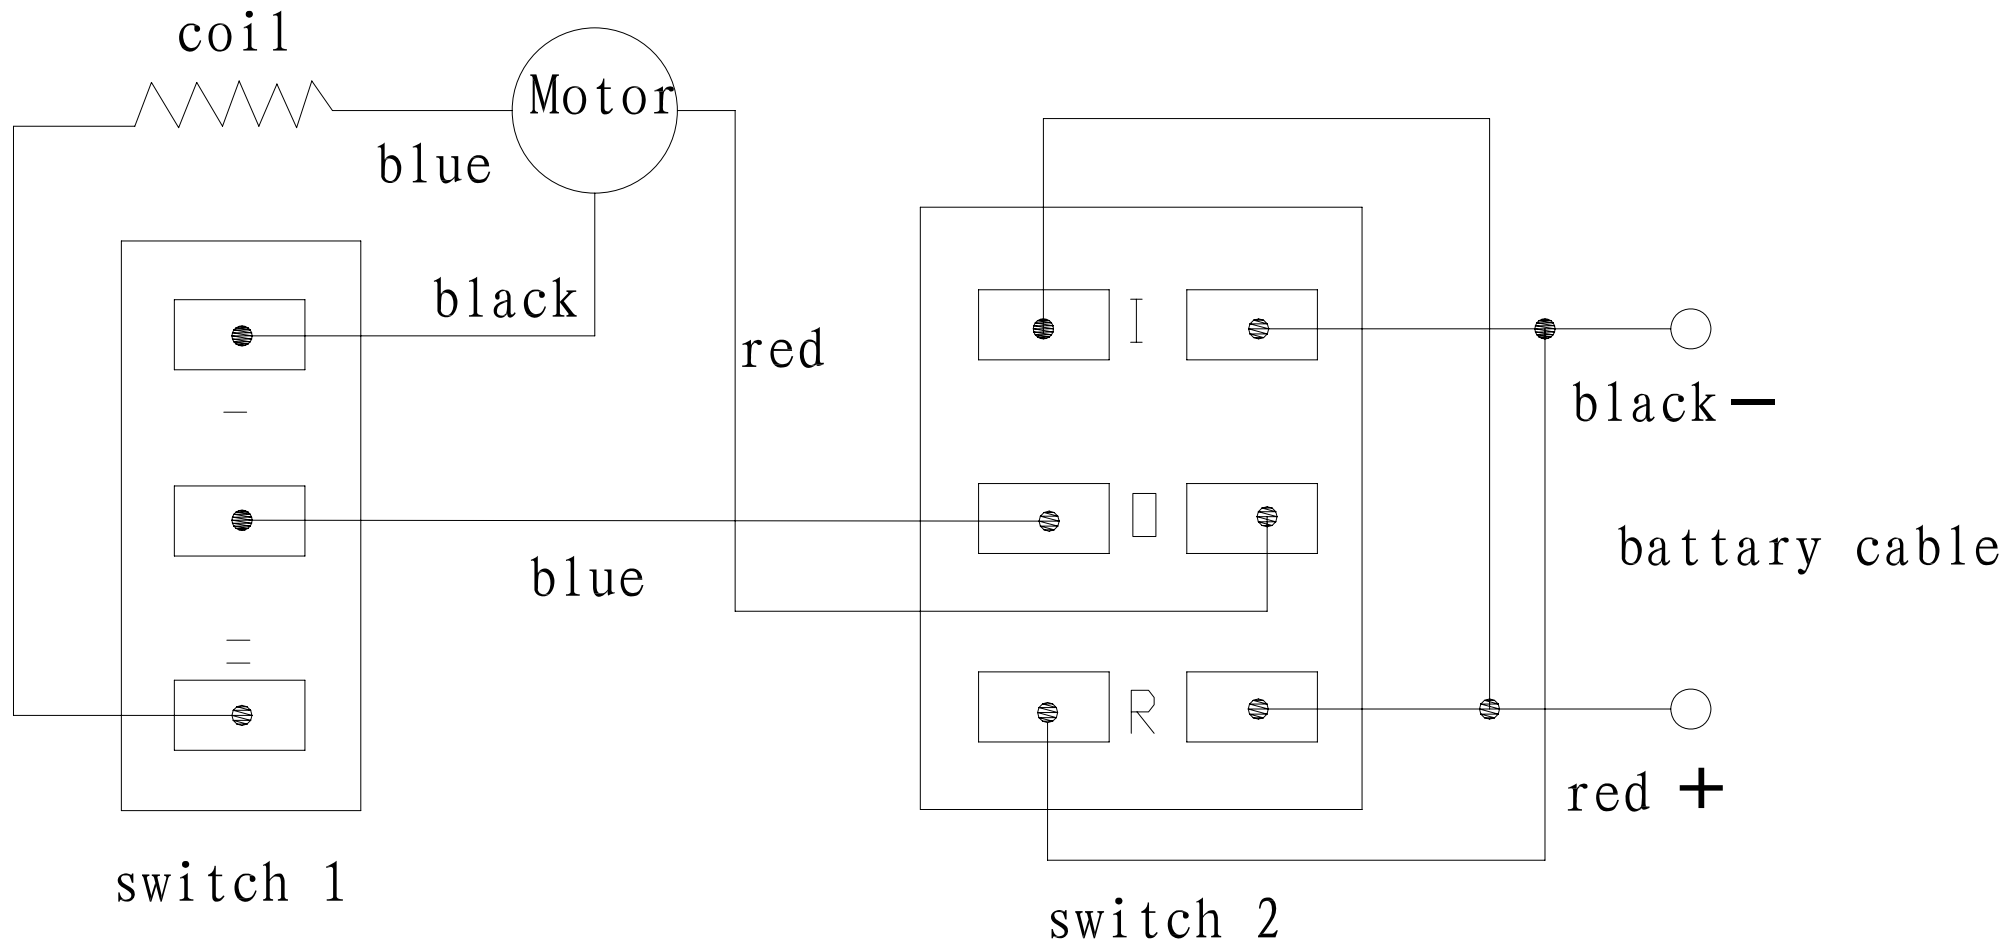 coil
Motor
blue
black
red
I
black —
O
battary cable
blue
R
red +
switch 1
switch 2